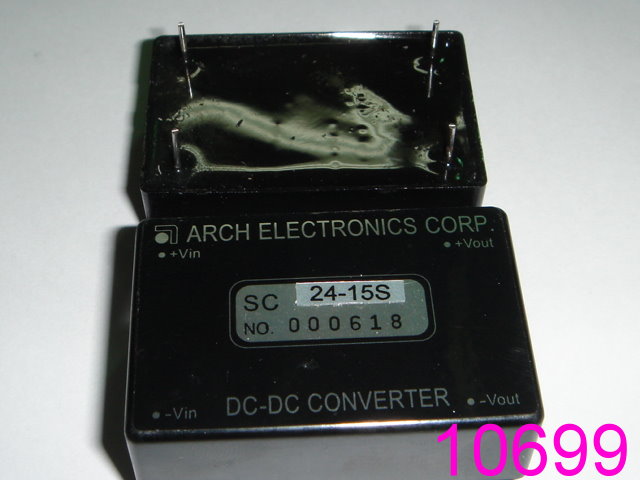 ARCH ELECTRONICS CORP.
+Vin
+Vout
SC 24-15S
NO. 000618
-Vin
DC-DC CONVERTER
-Vout
10699